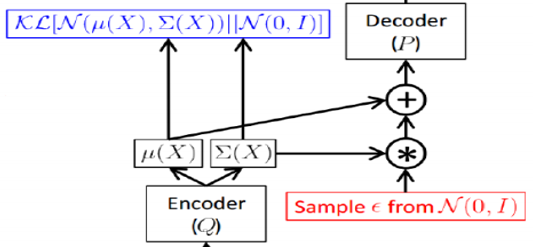 𝒦ℒ[𝒩(μ(X), Σ(X))||𝒩(0, I)]
Decoder
(P)
+
μ(X) Σ(X)
*
Encoder
(Q)
Sample ϵ from 𝒩(0, I)